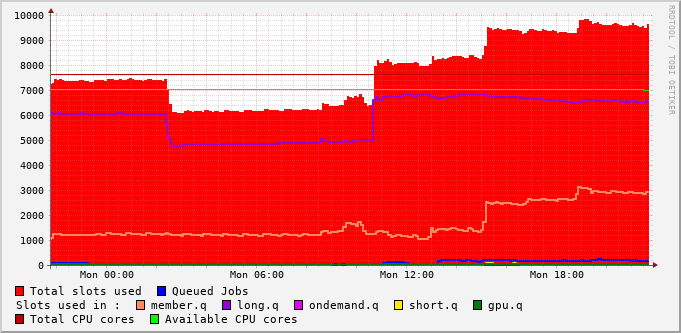 10000
9000
8000
7000
6000
5000
4000
3000
2000
1000
0
Mon 00:00 Mon 06:00 Mon 12:00 Mon 18:00
RRDTOOL / TOBI OETIKER
Total slots used Queued Jobs
Slots used in : member.q long.q ondemand.q short.q gpu.q
Total CPU cores Available CPU cores